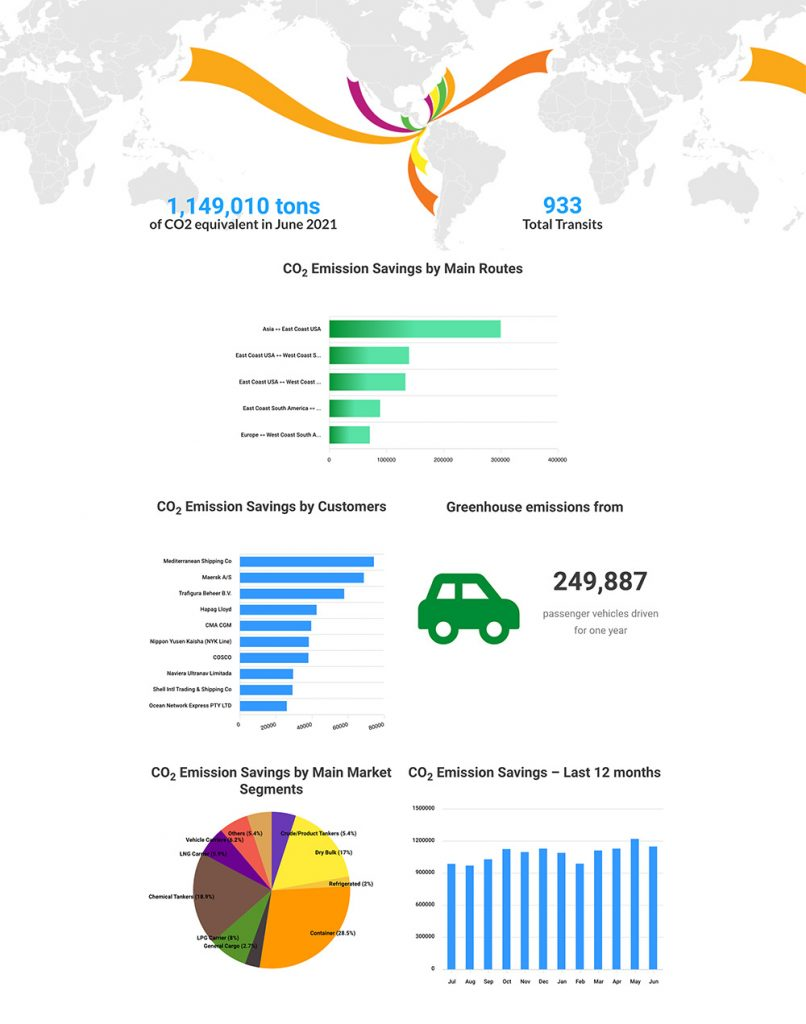 1,149,010 tons
of CO2 equivalent in June 2021
933
Total Transits
CO2 Emission Savings by Main Routes
Asia ↔ East Coast USA
East Coast USA ↔ West Coast S...
East Coast USA ↔ West Coast ...
East Coast South America ↔ ...
Europe ↔ West Coast South A...
0 100000 200000 300000 400000
CO2 Emission Savings by Customers
Mediterranean Shipping Co
Maersk A/S
Trafigura Beheer B.V.
Hapag Lloyd
CMA CGM
Nippon Yusen Kaisha (NYK Line)
COSCO
Naviera Ultranav Limitada
Shell Intl Trading & Shipping Co
Ocean Network Express PTY LTD
0 20000 40000 60000 80000
Greenhouse emissions from
249,887
passenger vehicles driven
for one year
CO2 Emission Savings by Main Market
Segments
Others (5.4%)
Crude/Product Tankers (5.4%)
Vehicle Carriers (6.2%)
Dry Bulk (17%)
LNG Carrier
Refrigerated (2%)
Chemical Tankers (18.9%)
Container (28.5%)
LPG Carrier (8%)
General Cargo (2.7%)
CO2 Emission Savings – Last 12 months
1500000
1200000
900000
600000
300000
0
Jul Aug Sep Oct Nov Dec Jan Feb Mar Apr May Jun